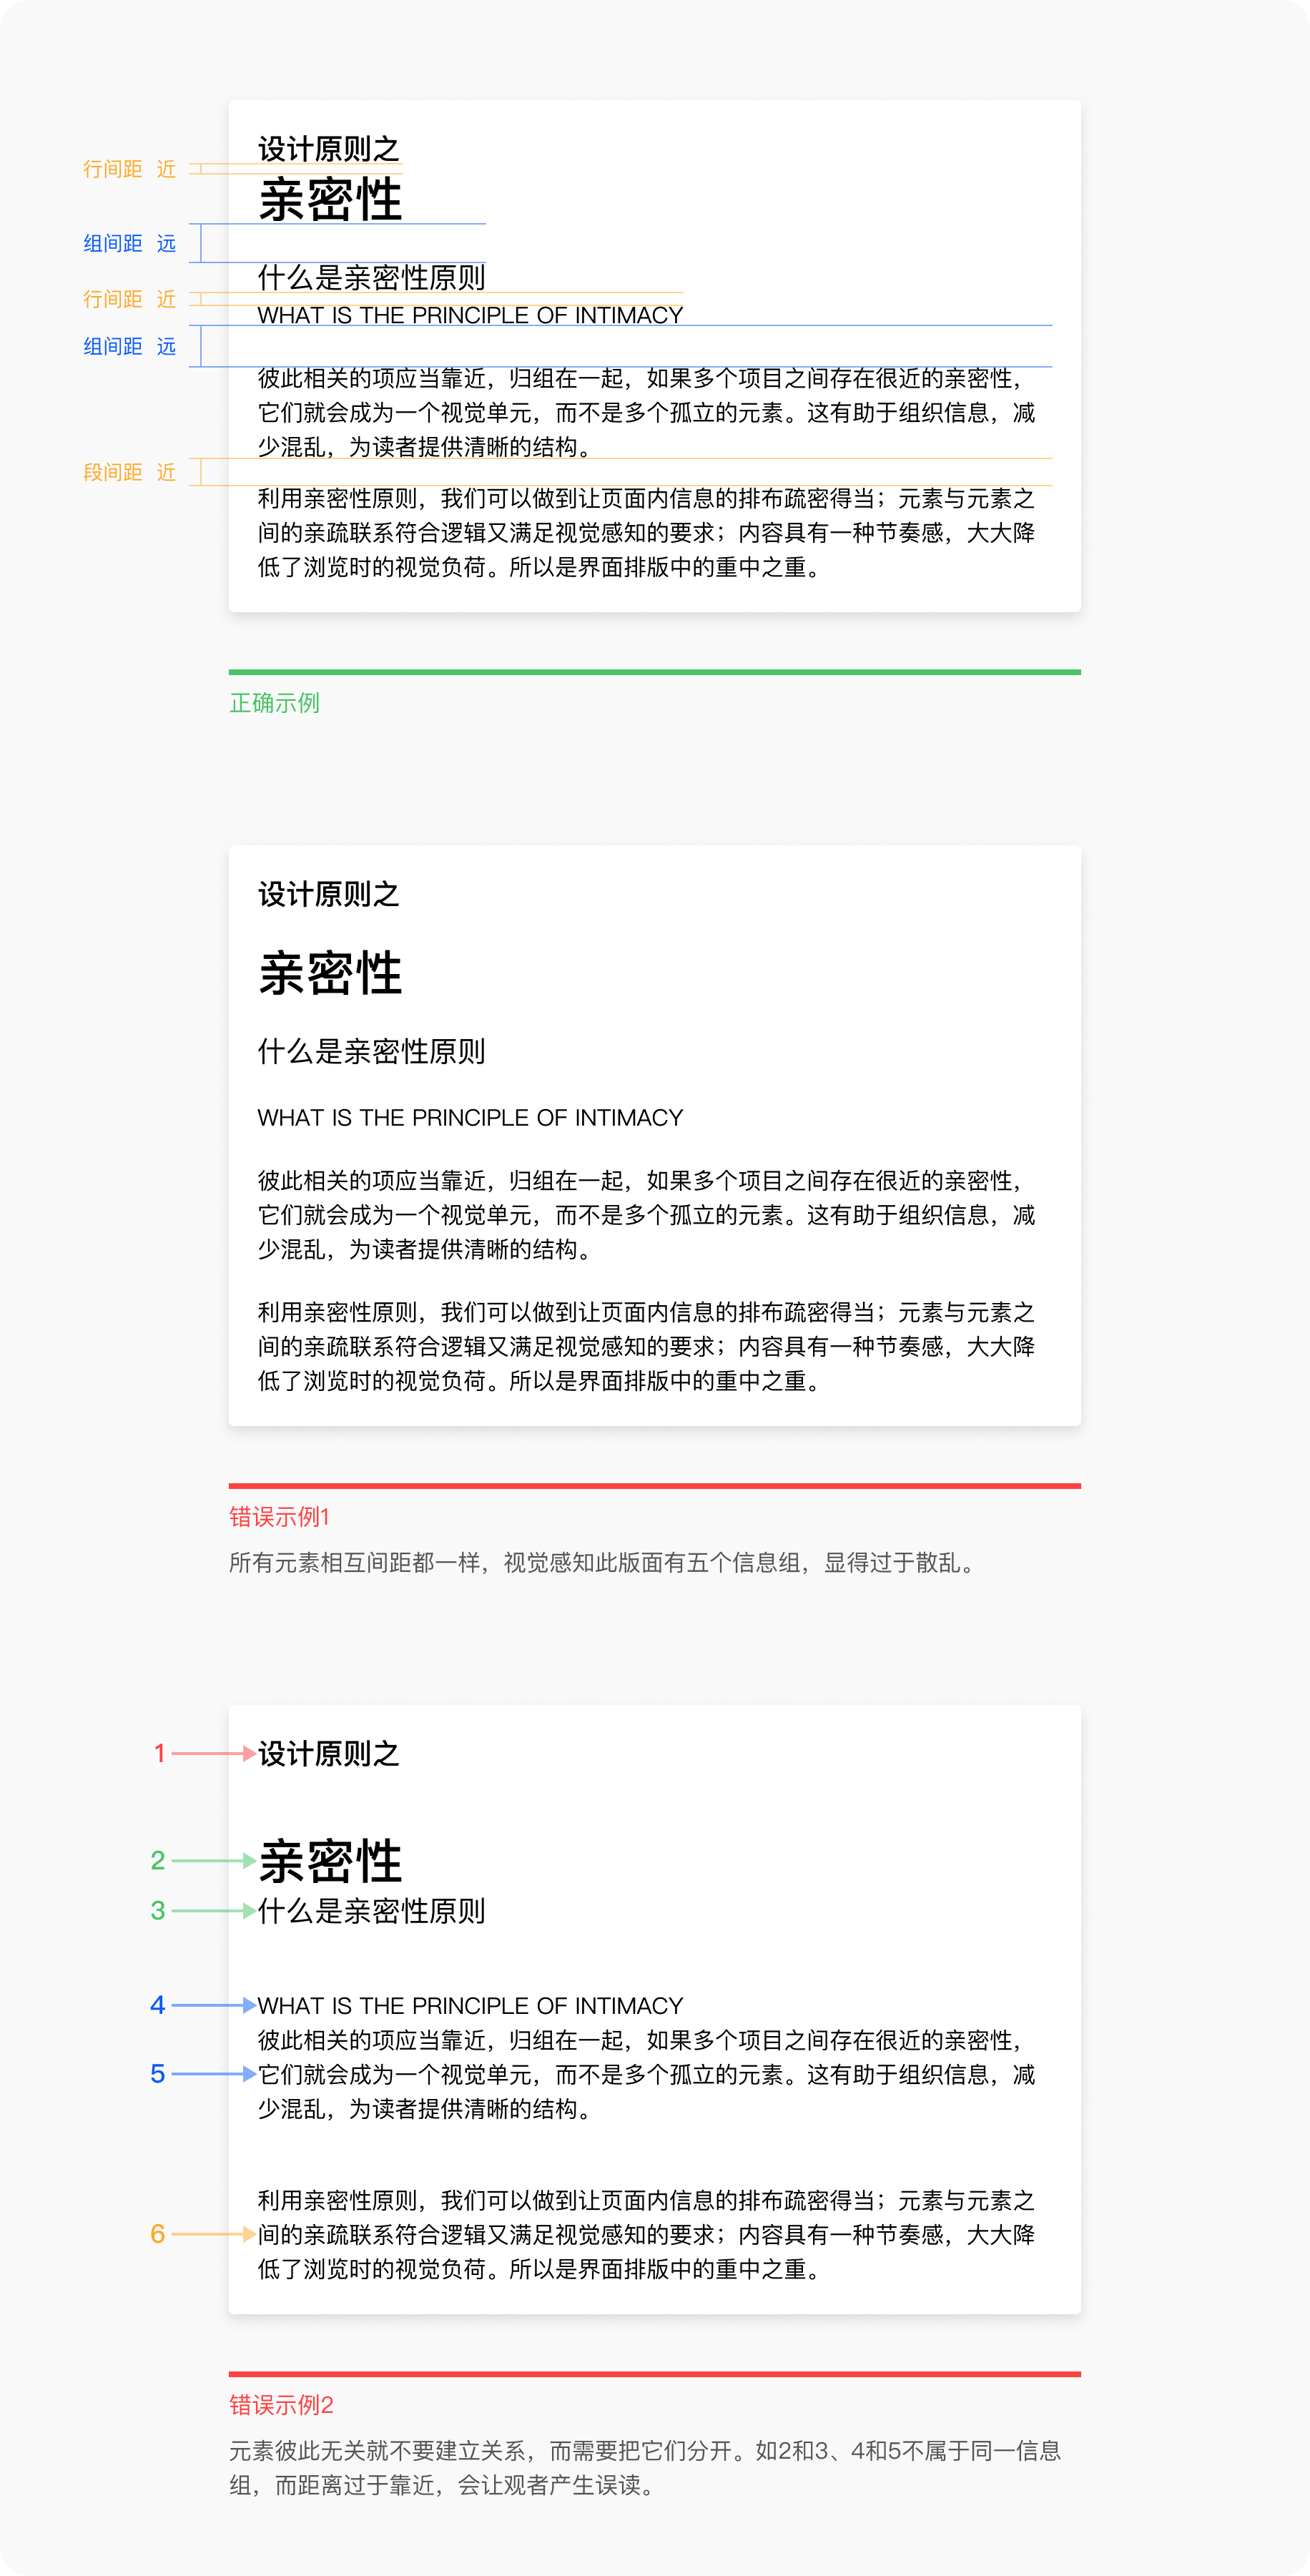 设计原则之
行间距 近
亲密性
组间距 远
什么是亲密性原则
行间距 近
WHAT IS THE PRINCIPLE OF INTIMACY
组间距 远
彼此相关的项应当靠近，归组在一起，如果多个项目之间存在很近的亲密性，
它们就会成为一个视觉单元，而不是多个孤立的元素。这有助于组织信息，减
少混乱，为读者提供清晰的结构。
段间距 近
利用亲密性原则，我们可以做到让页面内信息的排布疏密得当；元素与元素之
间的亲疏联系符合逻辑又满足视觉感知的要求；内容具有一种节奏感，大大降
低了浏览时的视觉负荷。所以是界面排版中的重中之重。
正确示例
设计原则之
亲密性
什么是亲密性原则
WHAT IS THE PRINCIPLE OF INTIMACY
彼此相关的项应当靠近，归组在一起，如果多个项目之间存在很近的亲密性，
它们就会成为一个视觉单元，而不是多个孤立的元素。这有助于组织信息，减
少混乱，为读者提供清晰的结构。
利用亲密性原则，我们可以做到让页面内信息的排布疏密得当；元素与元素之
间的亲疏联系符合逻辑又满足视觉感知的要求；内容具有一种节奏感，大大降
低了浏览时的视觉负荷。所以是界面排版中的重中之重。
错误示例1
所有元素相互间距都一样，视觉感知此版面有五个信息组，显得过于散乱。
1 设计原则之
2 亲密性
3 什么是亲密性原则
4 WHAT IS THE PRINCIPLE OF INTIMACY
彼此相关的项应当靠近，归组在一起，如果多个项目之间存在很近的亲密性，
5 它们就会成为一个视觉单元，而不是多个孤立的元素。这有助于组织信息，减
少混乱，为读者提供清晰的结构。
利用亲密性原则，我们可以做到让页面内信息的排布疏密得当；元素与元素之
6 间的亲疏联系符合逻辑又满足视觉感知的要求；内容具有一种节奏感，大大降
低了浏览时的视觉负荷。所以是界面排版中的重中之重。
错误示例2
元素彼此无关就不要建立关系，而需要把它们分开。如2和3、4和5不属于同一信息
组，而距离过于靠近，会让观者产生误读。